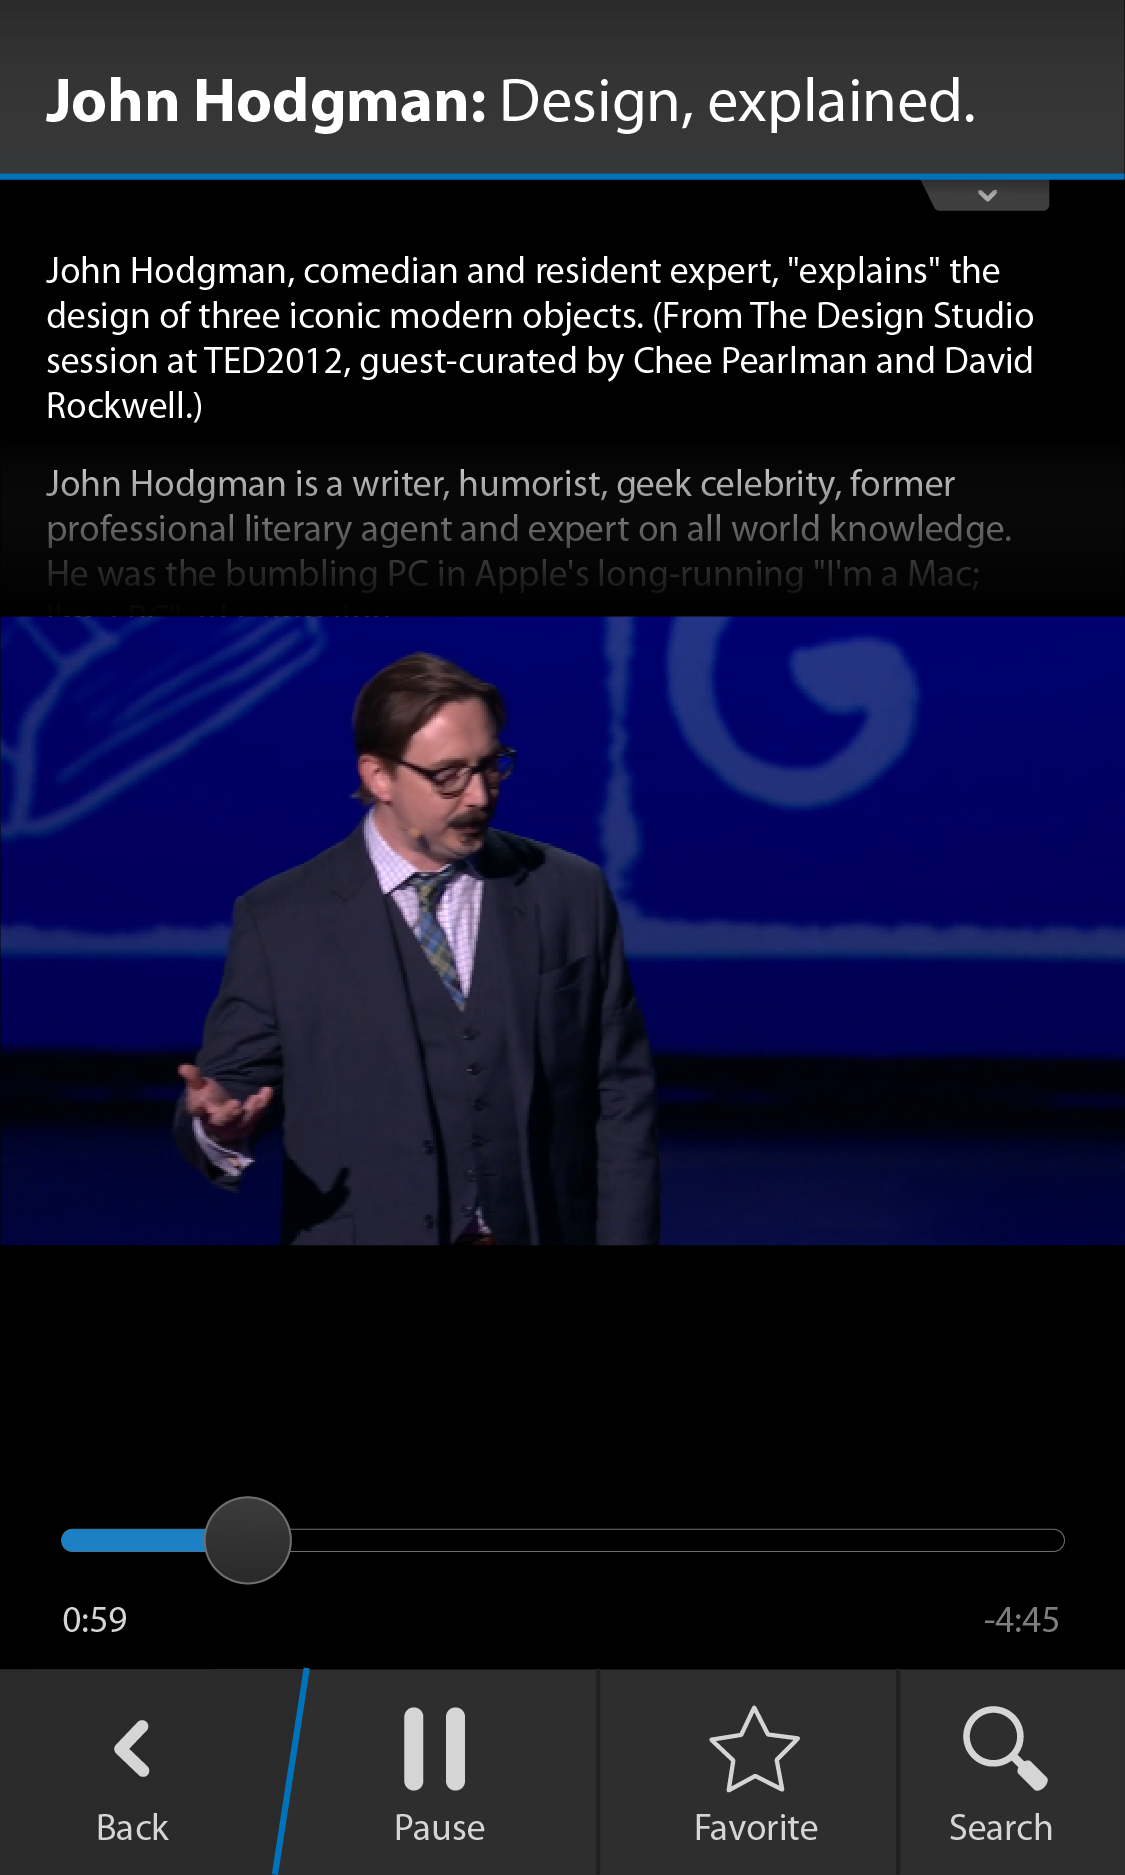 John Hodgman: Design, explained.
John Hodgman, comedian and resident expert, "explains" the
design of three iconic modern objects. (From The Design Studio
session at TED2012, guest-curated by Chee Pearlman and David
Rockwell.)
John Hodgman is a writer, humorist, geek celebrity, former
professional literary agent and expert on all world knowledge.
He was the bumbling PC in Apple's long-running "I'm a Mac;
G
0:59
-4:45
Back
Pause
Favorite
Search